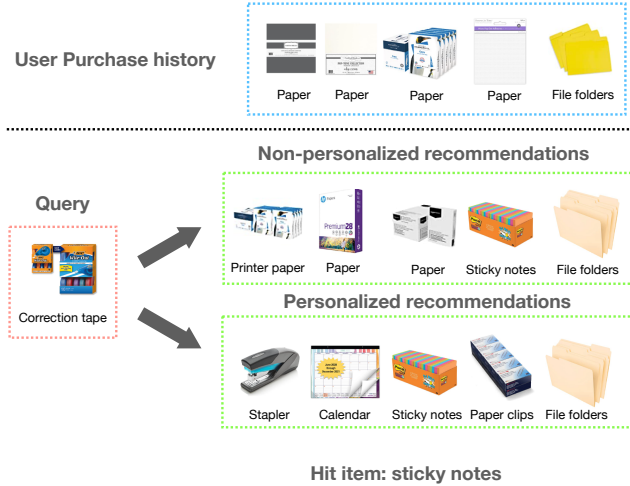 User Purchase history
Paper
Paper
Paper
Paper
File folders
Non-personalized recommendations
Query
Premium28
Printer paper
Paper
Paper
Sticky notes
File folders
Correction tape
Personalized recommendations
Stapler
Calendar
Sticky notes
Paper clips
File folders
Hit item: sticky notes